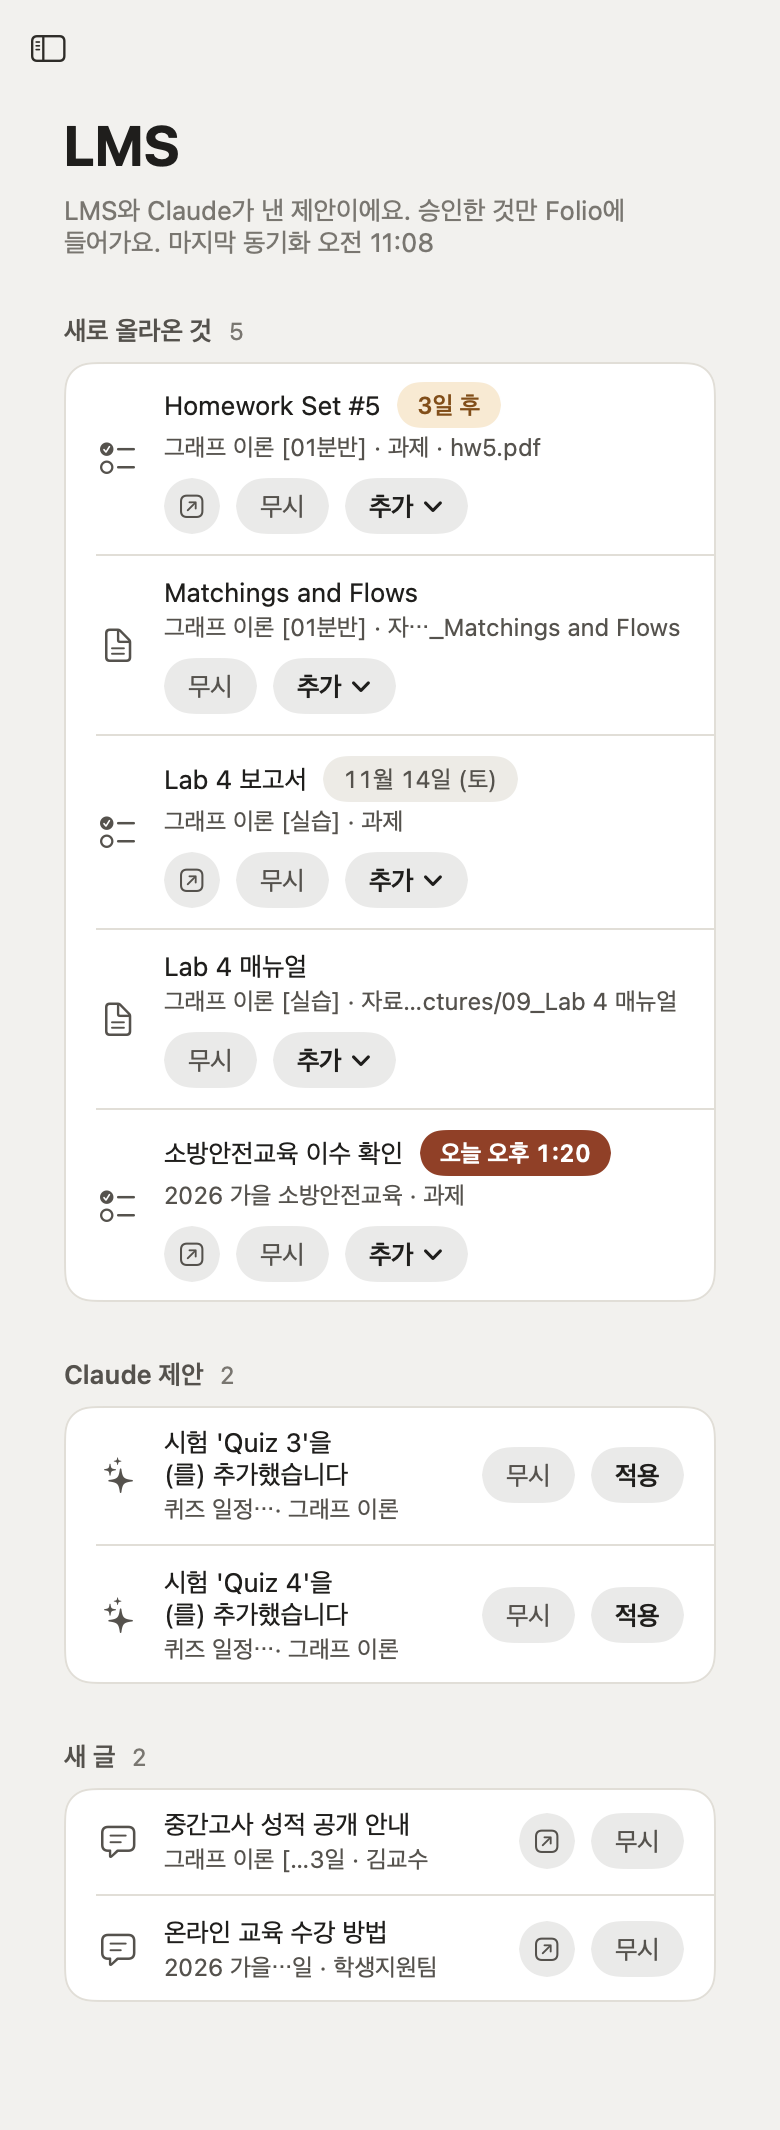 LMS
LMS와 Claude가 낸 제안이에요. 승인한 것만 Folio에
들어가요. 마지막 동기화 오전 11:08
새로 올라온 것 5
Homework Set #5 3일 후
그래프 이론 [01분반] · 과제 · hw5.pdf
무시 추가
Matchings and Flows
그래프 이론 [01분반] · 자…_Matchings and Flows
무시 추가
Lab 4 보고서 11월 14일 (토)
그래프 이론 [실습] · 과제
무시 추가
Lab 4 매뉴얼
그래프 이론 [실습] · 자료…ctures/09_Lab 4 매뉴얼
무시 추가
소방안전교육 이수 확인 오늘 오후 1:20
2026 가을 소방안전교육 · 과제
무시 추가
Claude 제안 2
시험 'Quiz 3'을
(를) 추가했습니다
퀴즈 일정…· 그래프 이론
무시 적용
시험 'Quiz 4'을
(를) 추가했습니다
퀴즈 일정…· 그래프 이론
무시 적용
새 글 2
중간고사 성적 공개 안내
그래프 이론 […3일 · 김교수
무시
온라인 교육 수강 방법
2026 가을…일 · 학생지원팀
무시